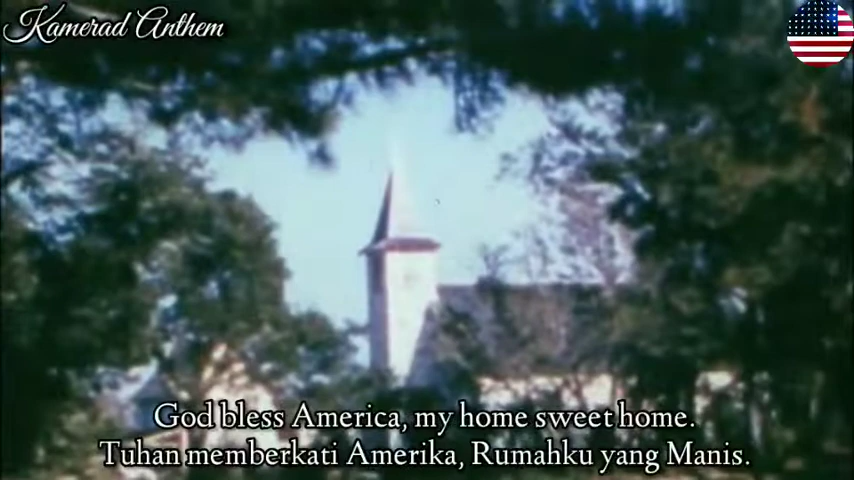 Kamerad Anthem
God bless America, my home sweet home.
Tuhan memberkati Amerika, Rumahku yang Manis.